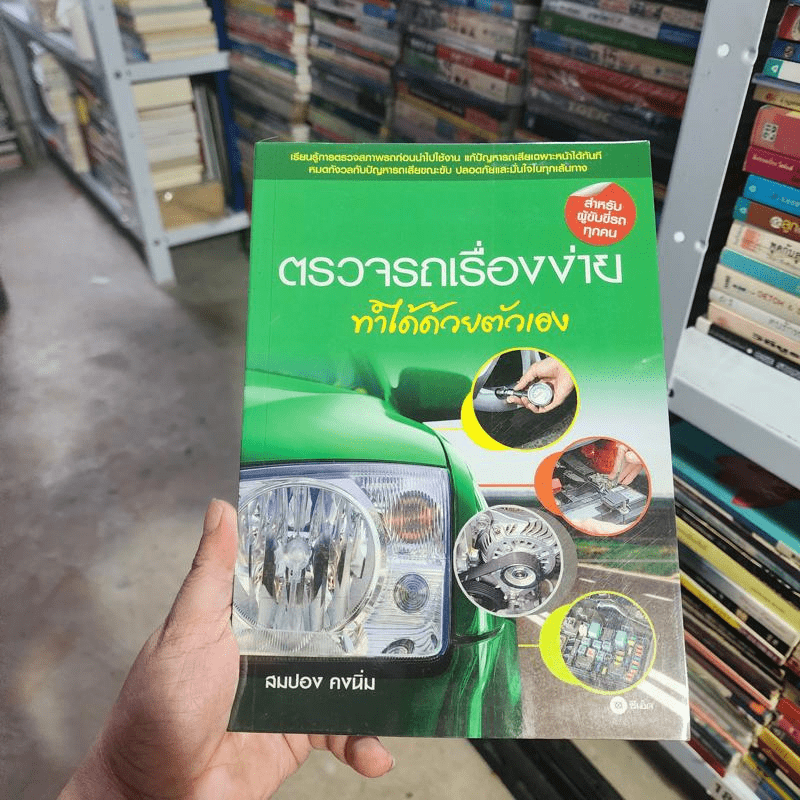 เรียนรู้การตรวจสภาพรถก่อนนำไปใช้งาน แก้ปัญหารถเสียเฉพาะหน้าได้ทันที
หมดกังวลกับปัญหารถเสียขณะขับ ปลอดภัยและมั่นใจในทุกเส้นทาง
สำหรับ
ผู้ขับขี่รถ
ทุกคน
ตรวจรถเรื่องง่าย
ทำได้ด้วยตัวเอง
สมปอง คงนิ่ม
ซีเอ็ด
TOEIC
DETOX